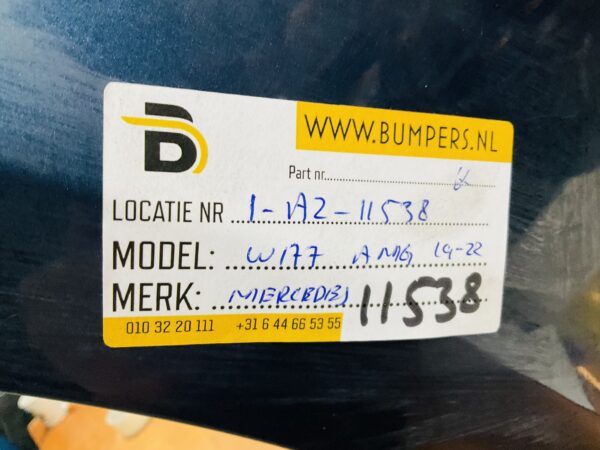 B
WWW.BUMPERS.NL
Part nr
LOCATIE NR 1-A2-11538
MODEL: W177 AMG 19-22
MERK: MERCEDES
11538
010 32 20 111 +31 6 44 66 53 55